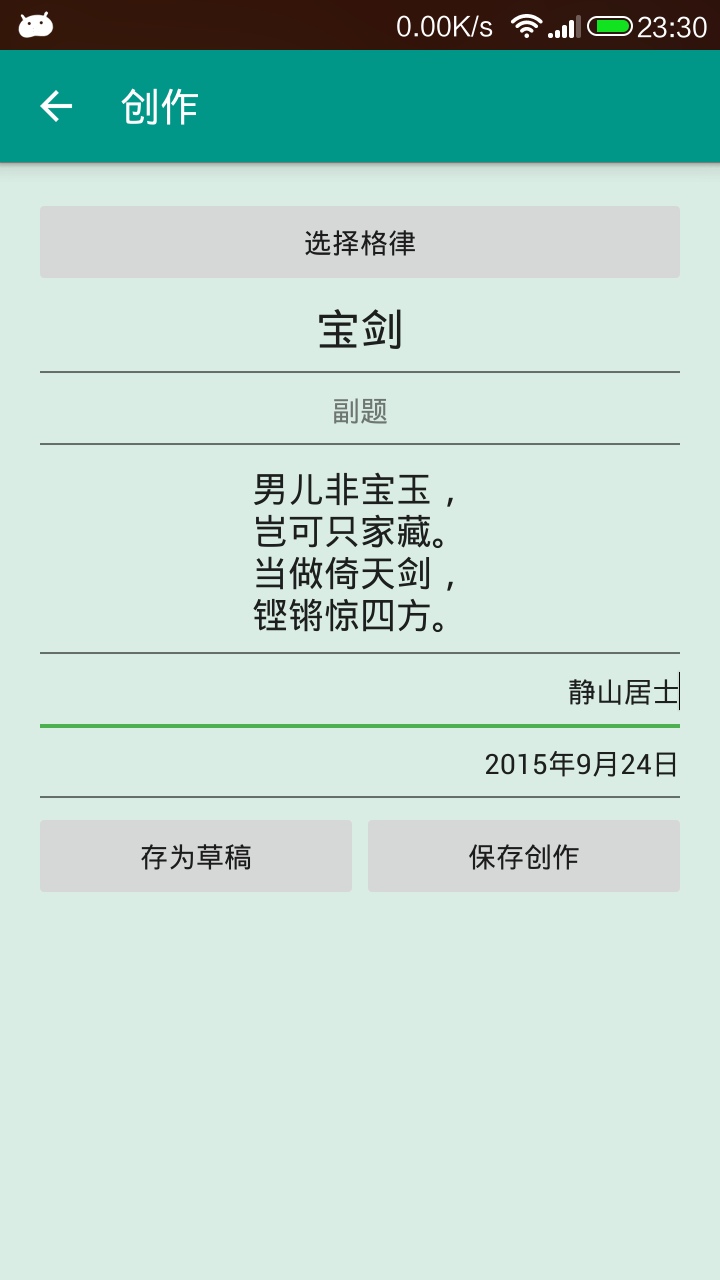 0.00K/s 23:30
创作
选择格律
宝剑
副题
男儿非宝玉，
岂可只家藏。
当做倚天剑，
铿锵惊四方。
静山居士
2015年9月24日
存为草稿 保存创作